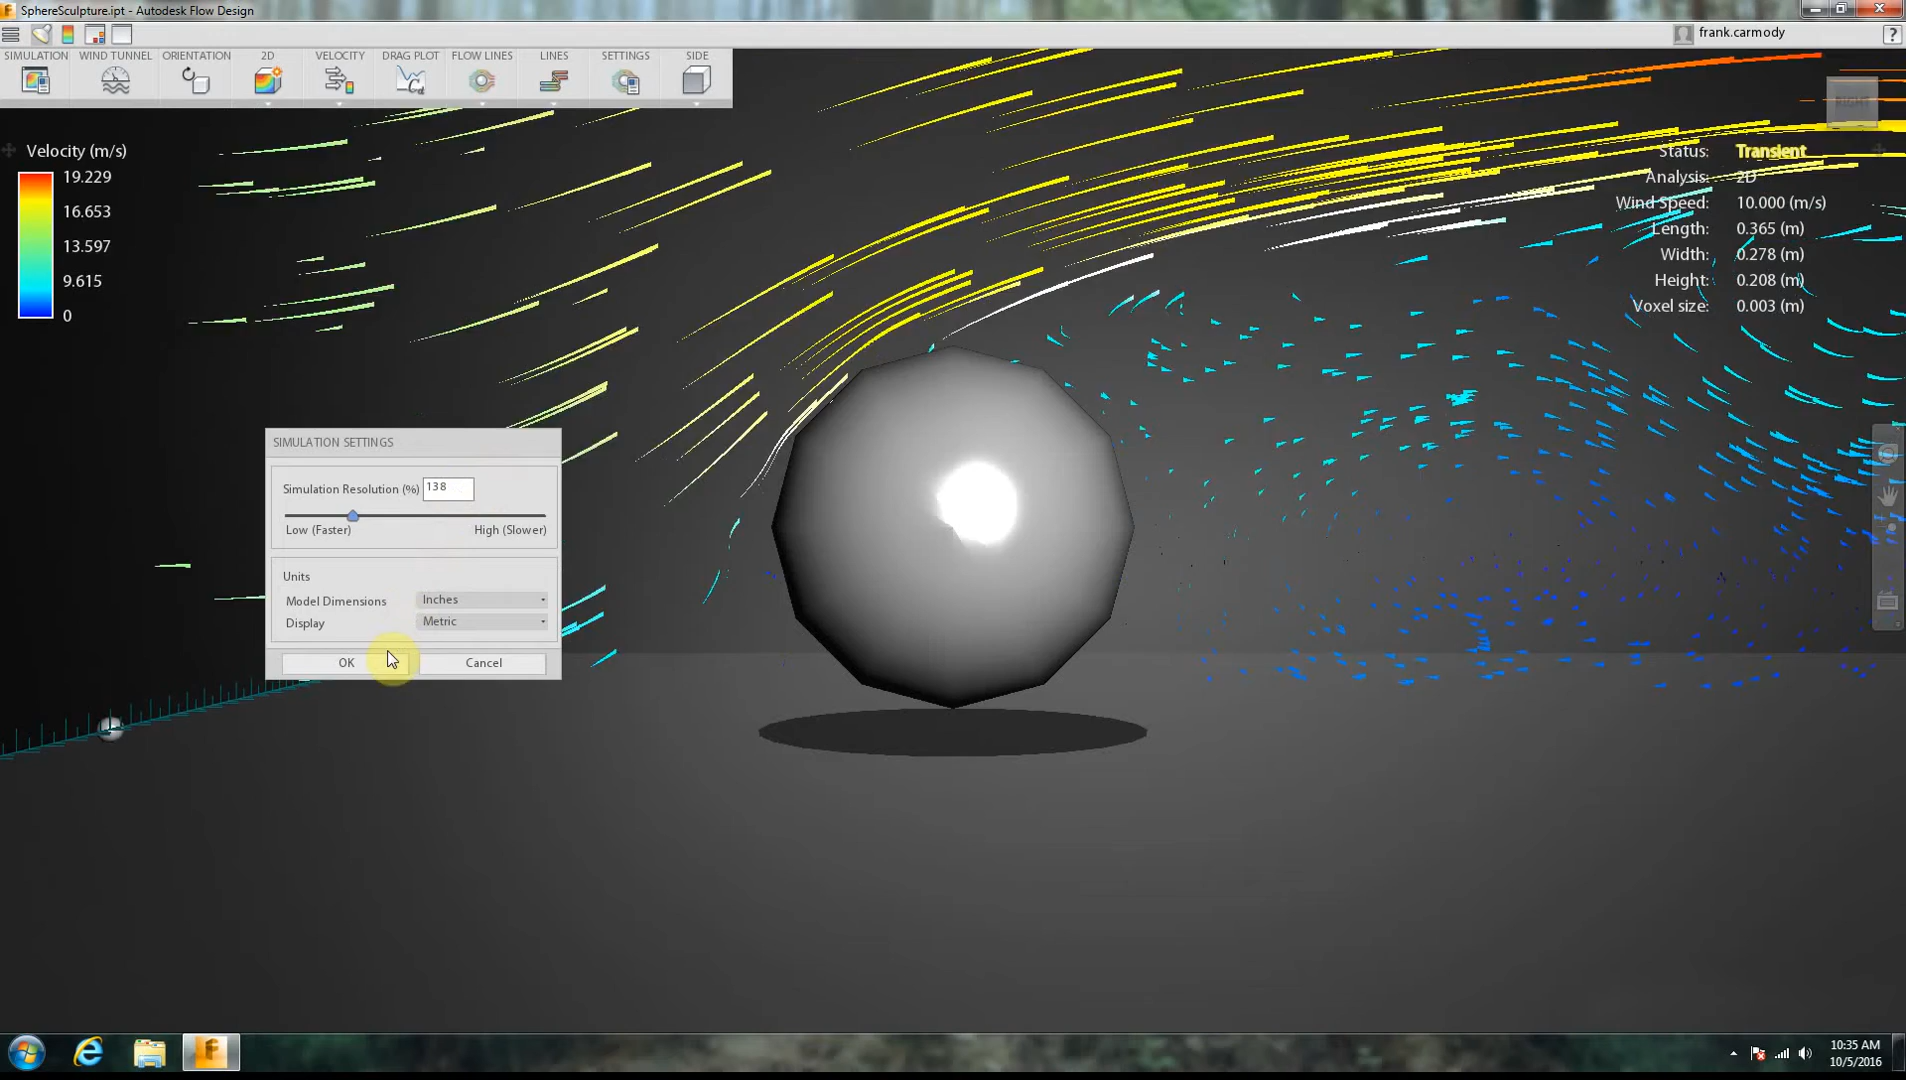 SphereSculpture.ipt - Autodesk Flow Design
frank.carmody
?
SIMULATION WIND TUNNEL ORIENTATION 2D VELOCITY DRAG PLOT FLOW LINES LINES SETTINGS SIDE
Cd
RIGHT
Velocity (m/s)
19.229
16.653
13.597
9.615
0
Status: Transient
Analysis: 2D
Wind Speed: 10.000 (m/s)
Length: 0.365 (m)
Width: 0.278 (m)
Height: 0.208 (m)
Voxel size: 0.003 (m)
SIMULATION SETTINGS
Simulation Resolution (%) 138
Low (Faster) High (Slower)
Units
Model Dimensions Inches
Display Metric
OK Cancel
10:35 AM
10/5/2016